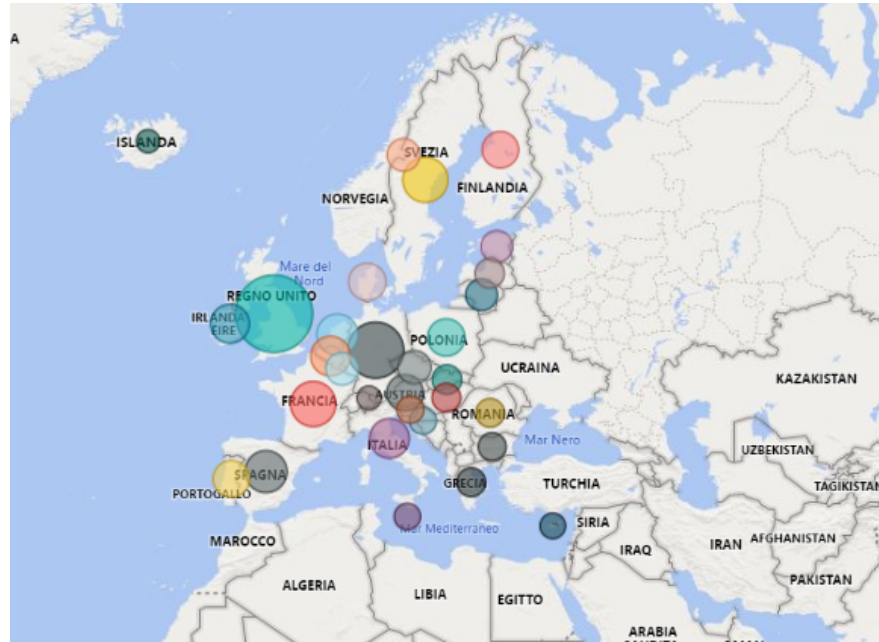 A
ISLANDA
SVEZIA
FINLANDIA
NORVEGIA
Mare del
Nord
REGNO UNITO
IRLANDA
EIRE
POLONIA
UCRAINA
KAZAKISTAN
FRANCIA
AUSTRIA
ROMANIA
ITALIA
Mar Nero
UZBEKISTAN
SPAGNA
PORTOGALLO
GRECIA
TURCHIA
TAGIKISTAN
Mar Mediterraneo
SIRIA
MAROCCO
IRAQ
IRAN
AFGHANISTAN
PAKISTAN
ALGERIA
LIBIA
EGITTO
ARABIA